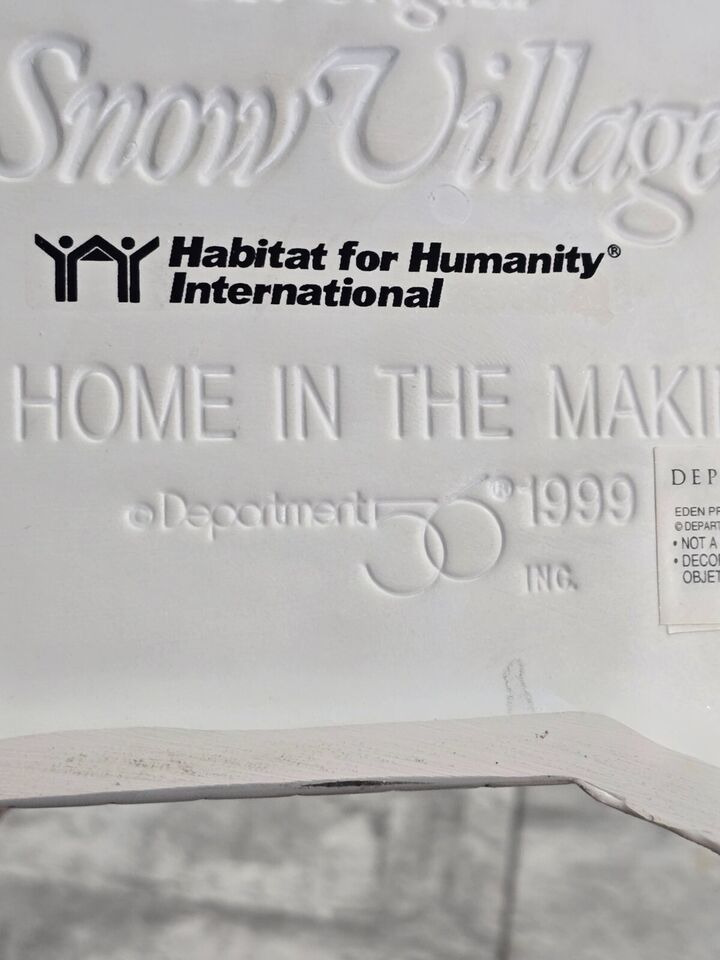 Snow Village
Habitat for Humanity®
International
HOME IN THE MAKI
© Department 56 ® 1999
INC.
DEP
EDEN PR
© DEPART
• NOT A
• DECO
OBJET